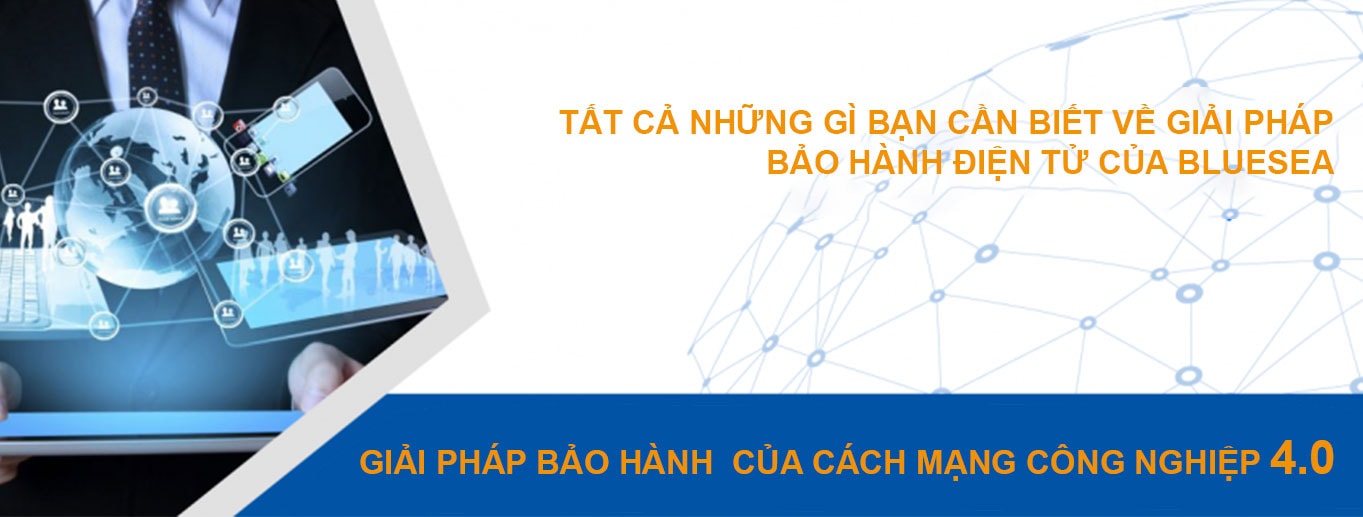 TẤT CẢ NHỮNG GÌ BẠN CẦN BIẾT VỀ GIẢI PHÁP
BẢO HÀNH ĐIỆN TỬ CỦA BLUESEA
GIẢI PHÁP BẢO HÀNH CỦA CÁCH MẠNG CÔNG NGHIỆP 4.0